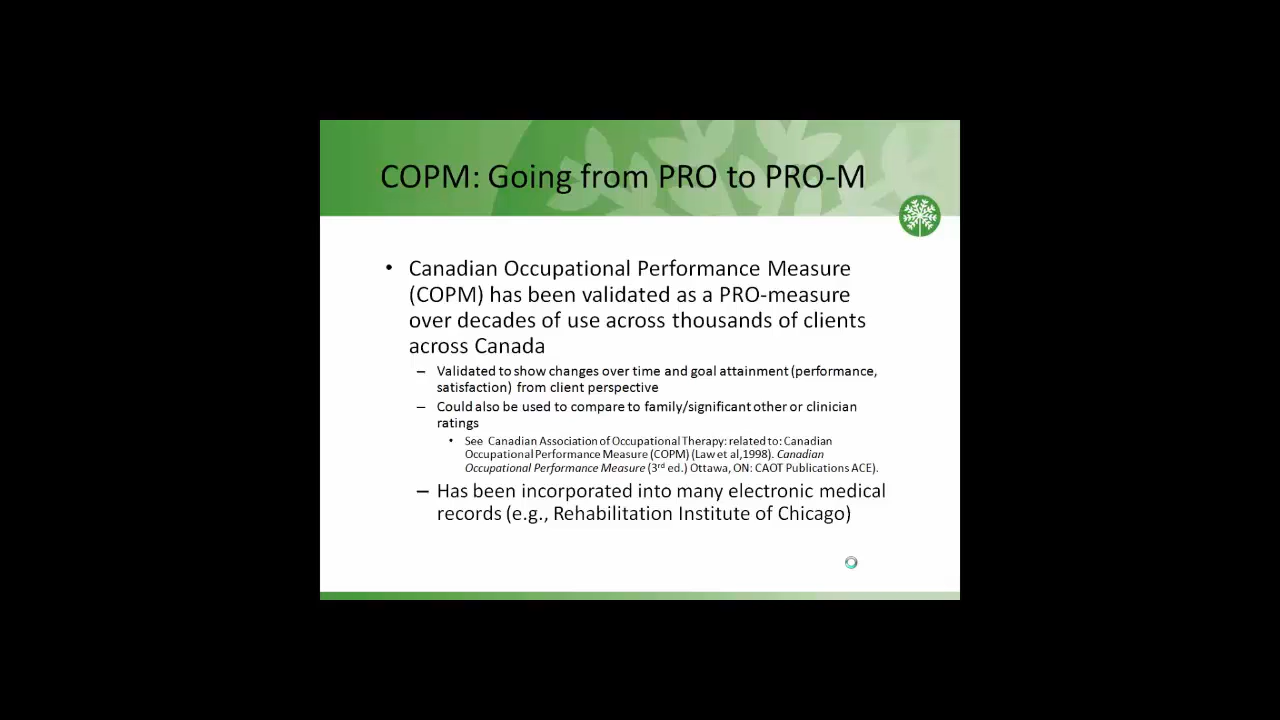 COPM: Going from PRO to PRO-M
• Canadian Occupational Performance Measure
(COPM) has been validated as a PRO-measure
over decades of use across thousands of clients
across Canada
– Validated to show changes over time and goal attainment (performance,
satisfaction) from client perspective
– Could also be used to compare to family/significant other or clinician
ratings
• See Canadian Association of Occupational Therapy: related to: Canadian
Occupational Performance Measure (COPM) (Law et al,1998). Canadian
Occupational Performance Measure (3rd ed.) Ottawa, ON: CAOT Publications ACE).
– Has been incorporated into many electronic medical
records (e.g., Rehabilitation Institute of Chicago)